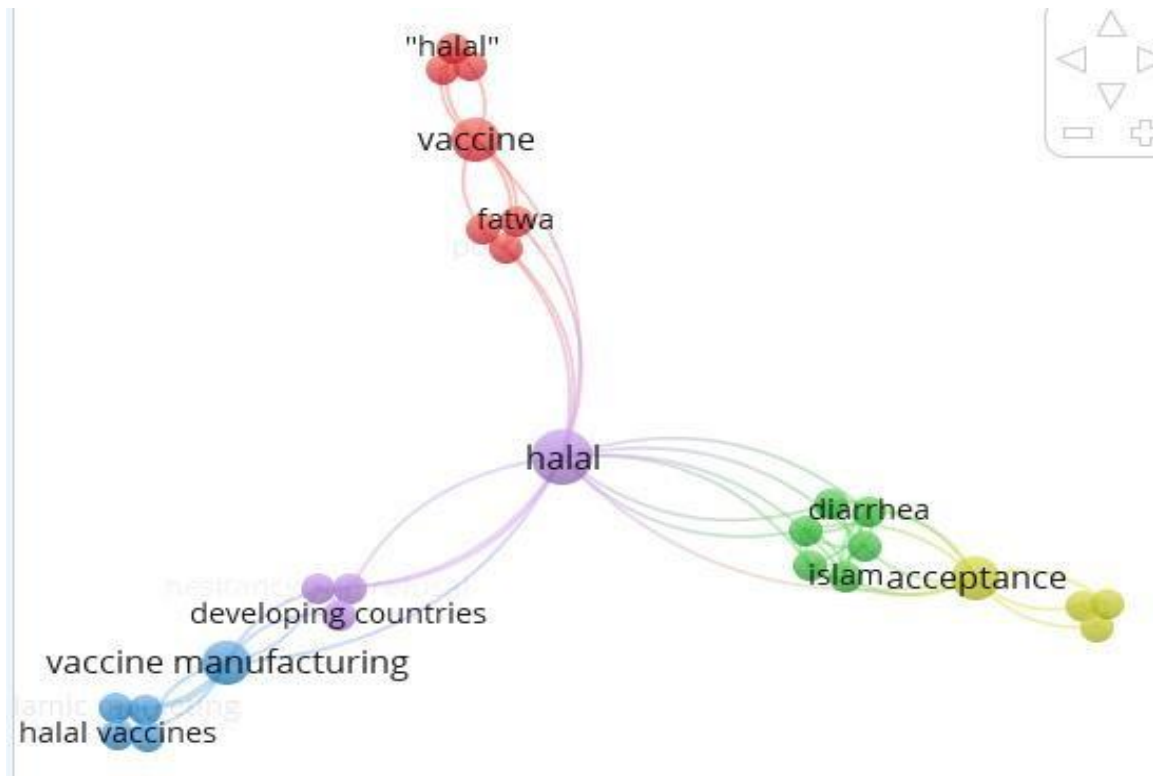 "halal"
vaccine
fatwa
halal
diarrhea
islam
acceptance
developing countries
vaccine manufacturing
halal vaccines